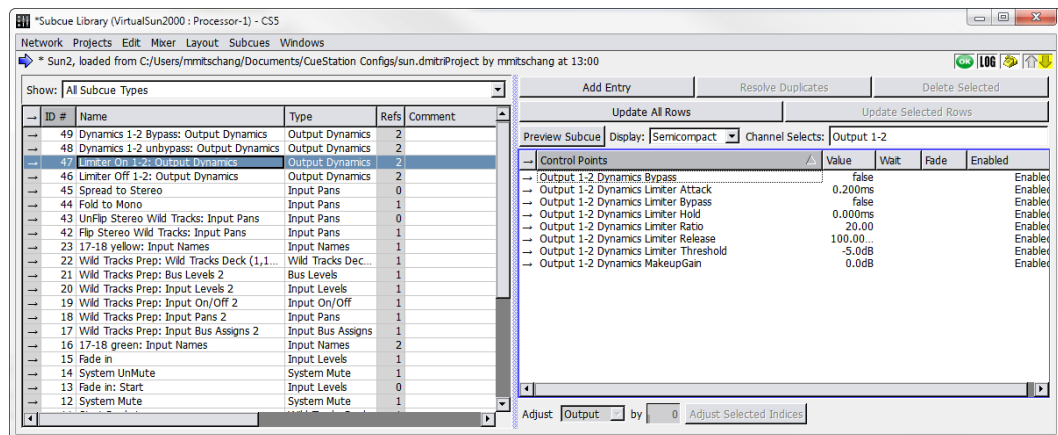 *Subcue Library (VirtualSun2000 : Processor-1) - CS5
Network Projects Edit Mixer Layout Subcues Windows
* Sun2, loaded from C:/Users/mmitschang/Documents/CueStation Configs/sun.dmitriProject by mmitschang at 13:00
OK LOG
Show: All Subcue Types
→ ID # Name Type Refs Comment
→ 49 Dynamics 1-2 Bypass: Output Dynamics Output Dynamics 2
→ 48 Dynamics 1-2 unbypass: Output Dynamics Output Dynamics 2
→ 47 Limiter On 1-2: Output Dynamics Output Dynamics 2
→ 46 Limiter Off 1-2: Output Dynamics Output Dynamics 2
→ 45 Spread to Stereo Input Pans 0
→ 44 Fold to Mono Input Pans 1
→ 43 UnFlip Stereo Wild Tracks: Input Pans Input Pans 0
→ 42 Flip Stereo Wild Tracks: Input Pans Input Pans 1
→ 23 17-18 yellow: Input Names Input Names 1
→ 22 Wild Tracks Prep: Wild Tracks Deck (1,1... Wild Tracks Dec... 1
→ 21 Wild Tracks Prep: Bus Levels 2 Bus Levels 1
→ 20 Wild Tracks Prep: Input Levels 2 Input Levels 1
→ 19 Wild Tracks Prep: Input On/Off 2 Input On/Off 1
→ 18 Wild Tracks Prep: Input Pans 2 Input Pans 1
→ 17 Wild Tracks Prep: Input Bus Assigns 2 Input Bus Assigns 1
→ 16 17-18 green: Input Names Input Names 2
→ 15 Fade in Input Levels 1
→ 14 System UnMute System Mute 1
→ 13 Fade in: Start Input Levels 0
→ 12 System Mute System Mute 1
Add Entry Resolve Duplicates Delete Selected
Update All Rows Update Selected Rows
Preview Subcue Display: Semicompact Channel Selects: Output 1-2
→ Control Points Value Wait Fade Enabled
→ Output 1-2 Dynamics Bypass false Enabled
→ Output 1-2 Dynamics Limiter Attack 0.200ms Enabled
→ Output 1-2 Dynamics Limiter Bypass false Enabled
→ Output 1-2 Dynamics Limiter Hold 0.000ms Enabled
→ Output 1-2 Dynamics Limiter Ratio 20.00 Enabled
→ Output 1-2 Dynamics Limiter Release 100.00... Enabled
→ Output 1-2 Dynamics Limiter Threshold -5.0dB Enabled
→ Output 1-2 Dynamics MakeupGain 0.0dB Enabled
Adjust Output by 0 Adjust Selected Indices